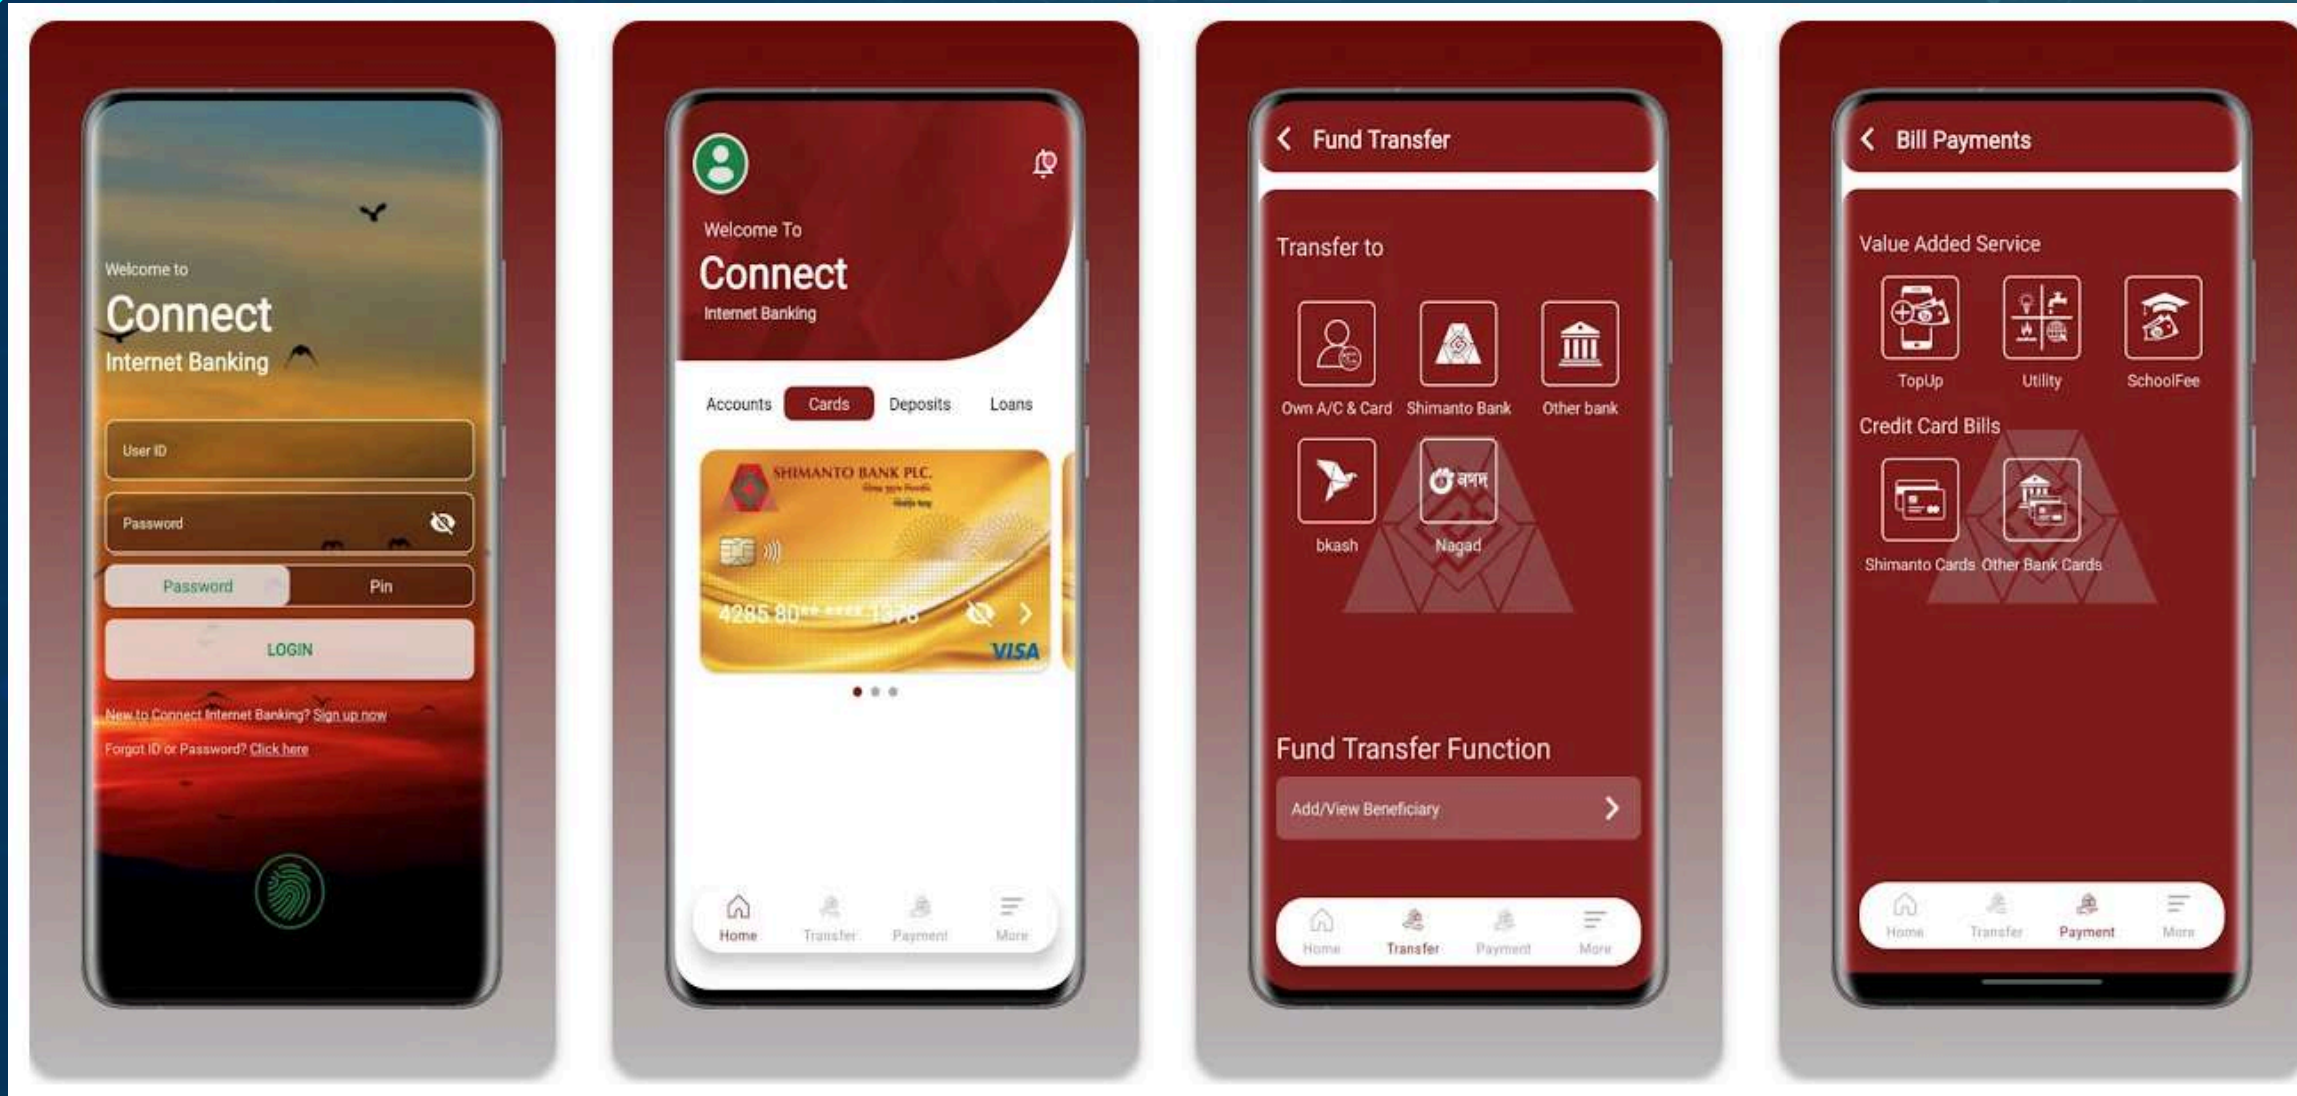 Welcome to
Connect
Internet Banking
User ID
Password
Password Pin
LOGIN
New to Connect Internet Banking? Sign up now
Forgot ID or Password? Click here
Welcome To
Connect
Internet Banking
Accounts Cards Deposits Loans
SHIMANTO BANK PLC.
4285 80** **** 1378
VISA
Home Transfer Payment More
Fund Transfer
Transfer to
Own A/C & Card Shimanto Bank Other bank
নগদ
bkash Nagad
Fund Transfer Function
Add/View Beneficiary
Home Transfer Payment More
Bill Payments
Value Added Service
TopUp Utility SchoolFee
Credit Card Bills
Shimanto Cards Other Bank Cards
Home Transfer Payment More